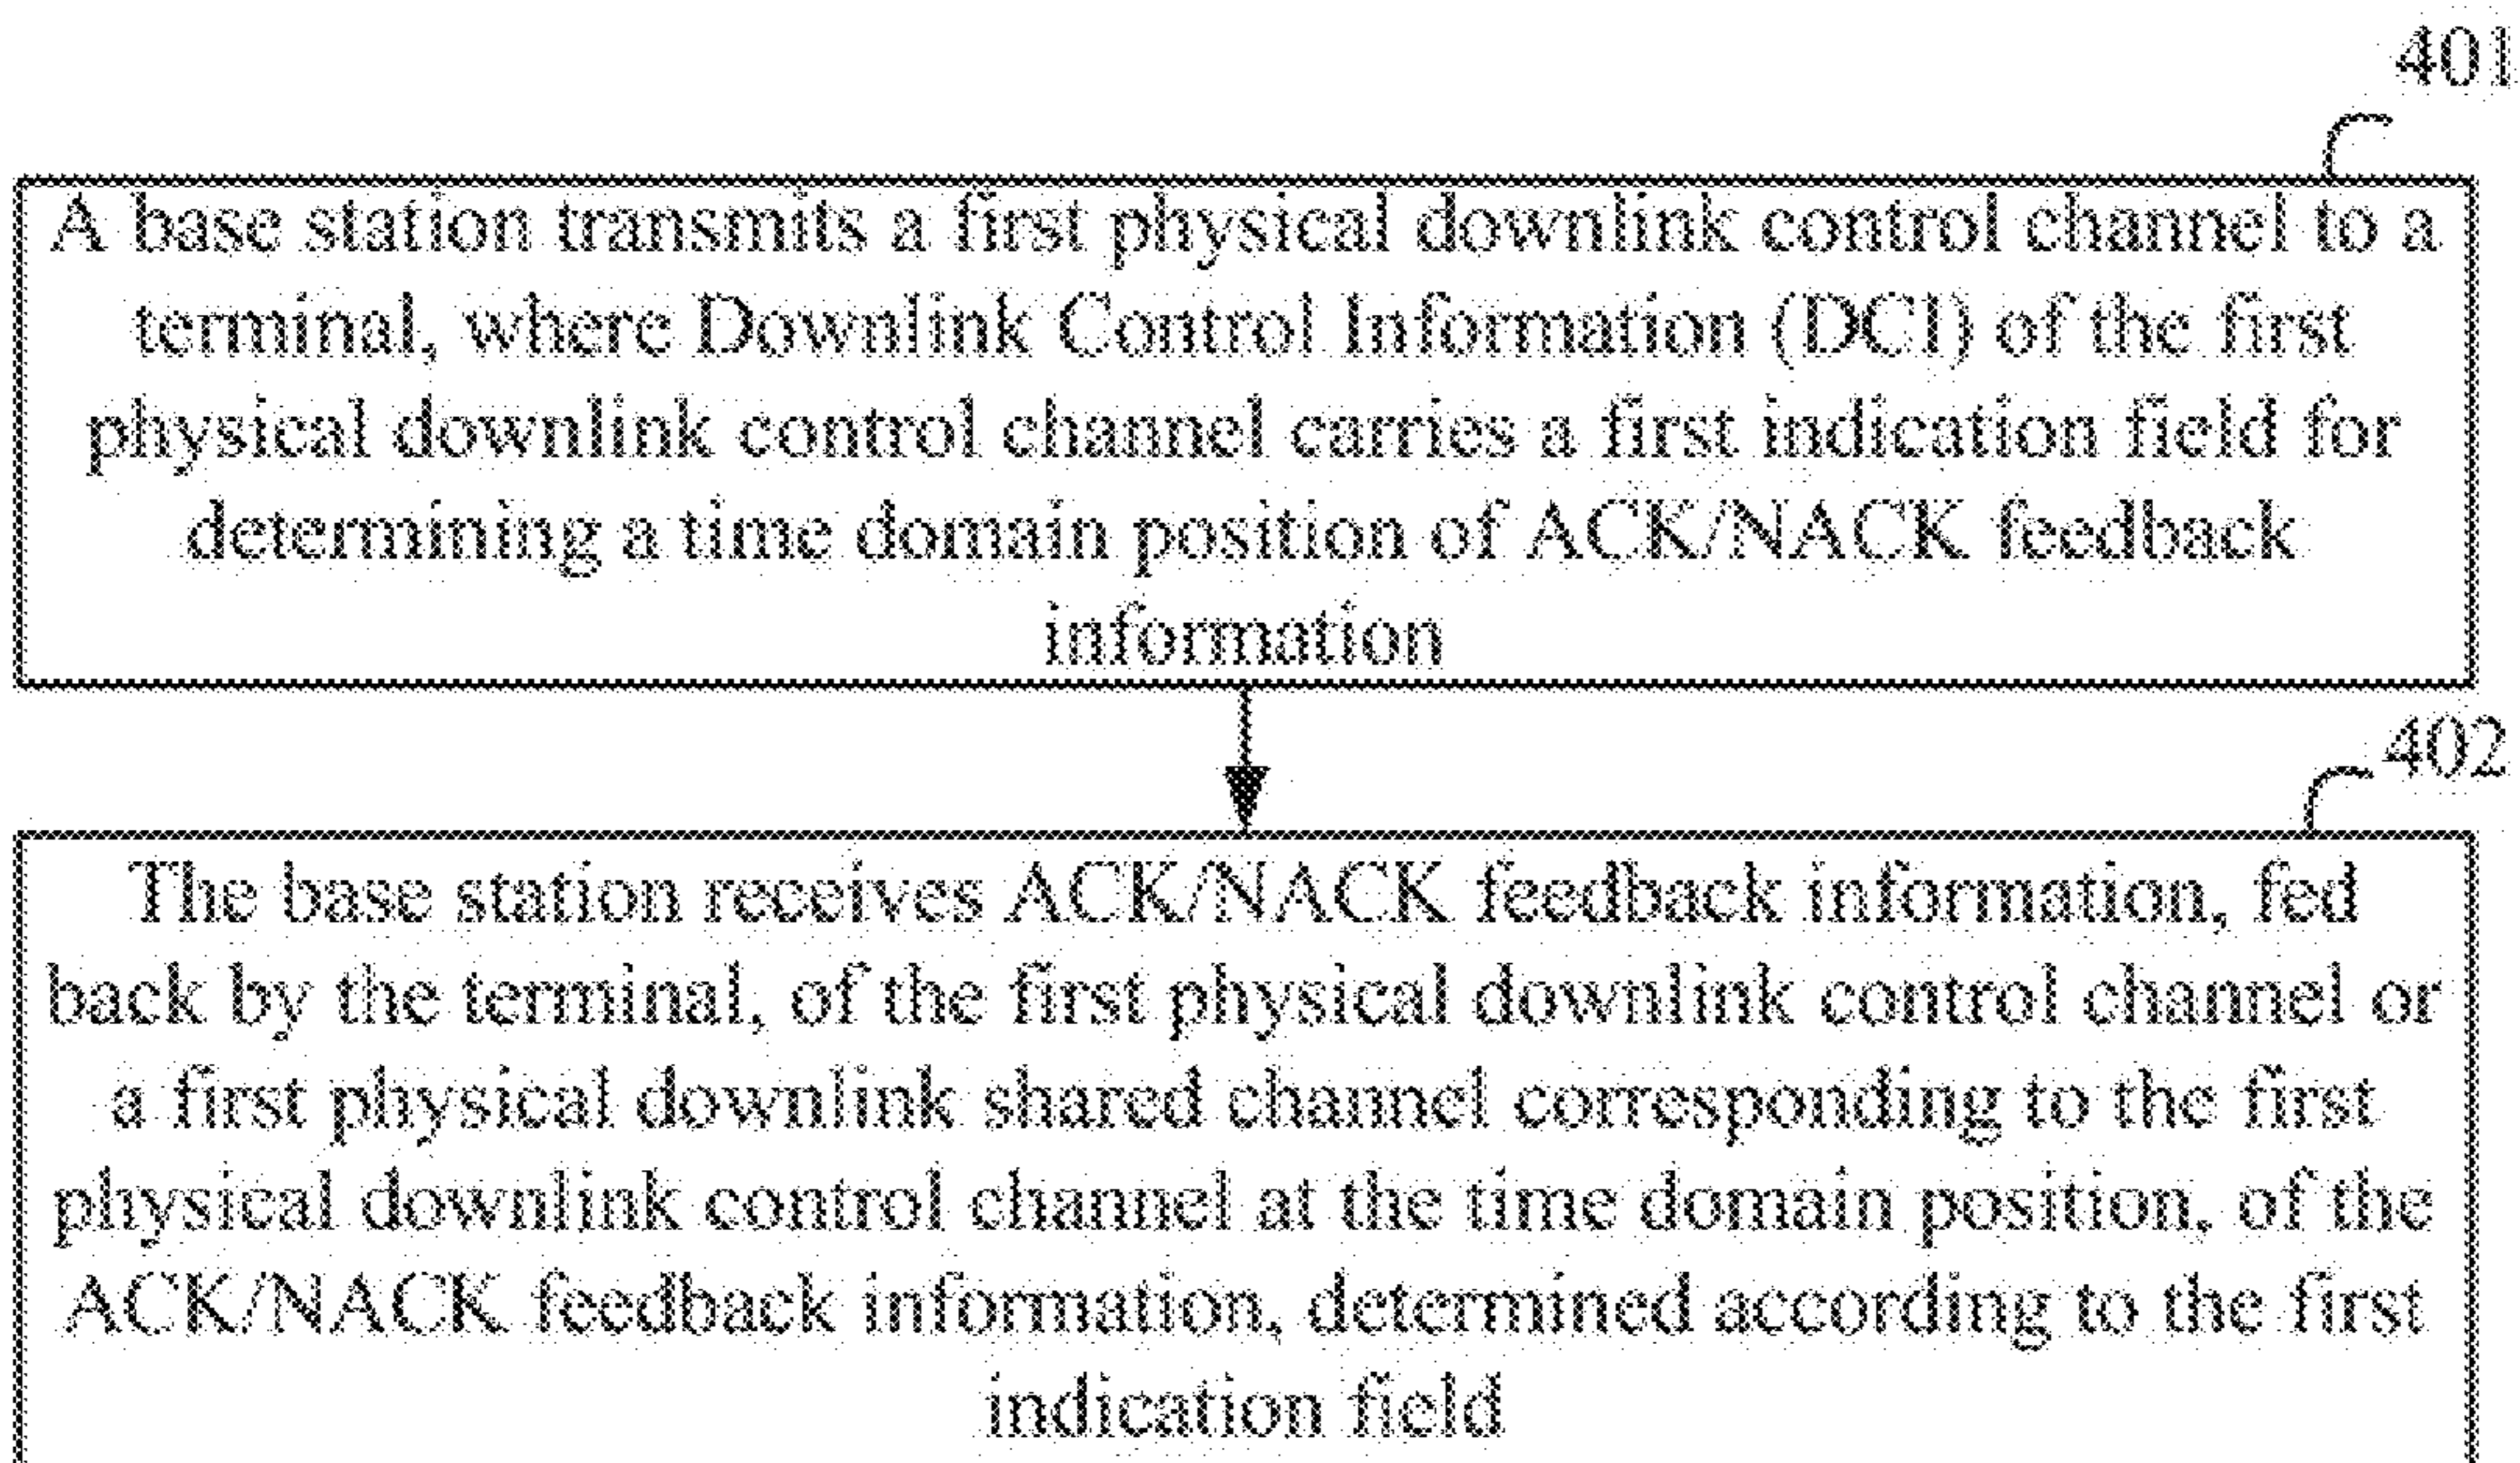 401
A base station transmits a first physical downlink control channel to a
terminal, where Downlink Control Information (DCI) of the first
physical downlink control channel carries a first indication field for
determining a time domain position of ACK/NACK feedback
information
402
The base station receives ACK/NACK feedback information, fed
back by the terminal, of the first physical downlink control channel or
a first physical downlink shared channel corresponding to the first
physical downlink control channel at the time domain position, of the
ACK/NACK feedback information, determined according to the first
indication field